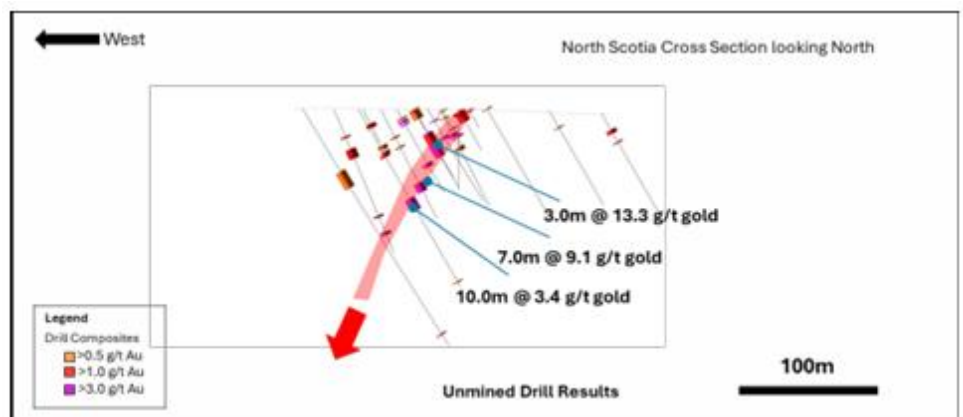 West
North Scotia Cross Section looking North
3.0m @ 13.3 g/t gold
7.0m @ 9.1 g/t gold
10.0m @ 3.4 g/t gold
Legend
Drill Composites
>0.5 g/t Au
>1.0 g/t Au
>3.0 g/t Au
Unmined Drill Results
100m